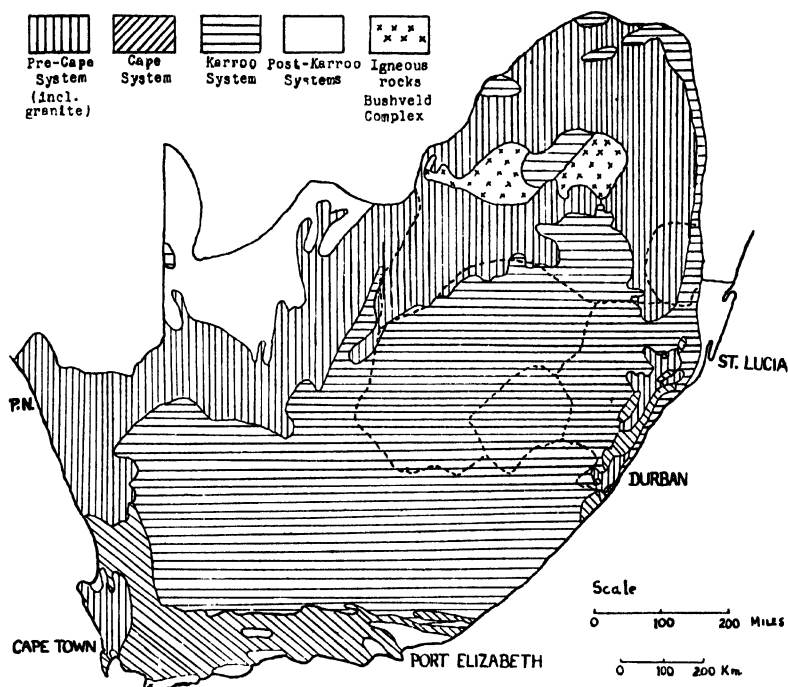 Pre-Cape
System
(incl.
granite)
Cape
System
Karroo
System
Post-Karroo
Systems
Igneous
rocks
Bushveld
Complex
P.N.
ST. LUCIA
DURBAN
CAPE TOWN
PORT ELIZABETH
Scale
0 100 200 MILES
0 100 200 Km.